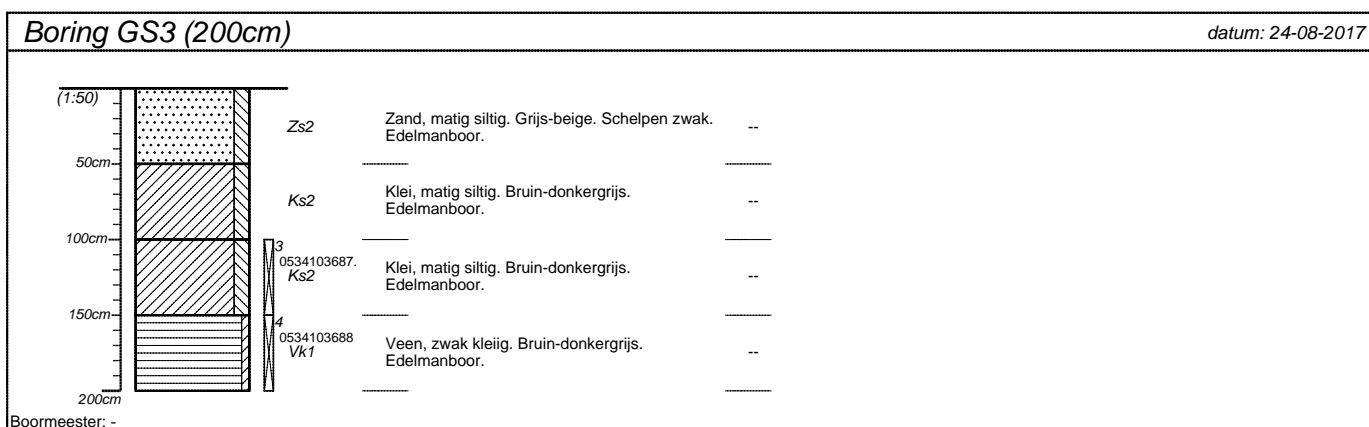 Boring GS3 (200cm)
datum: 24-08-2017
(1:50)
Zs2
Zand, matig siltig. Grijs-beige. Schelpen zwak.
Edelmanboor.
--
50cm
Ks2
Klei, matig siltig. Bruin-donkergrijs.
Edelmanboor.
--
100cm
3
0534103687.
Ks2
Klei, matig siltig. Bruin-donkergrijs.
Edelmanboor.
--
150cm
4
0534103688
Vk1
Veen, zwak kleiig. Bruin-donkergrijs.
Edelmanboor.
--
200cm
Boormeester: -